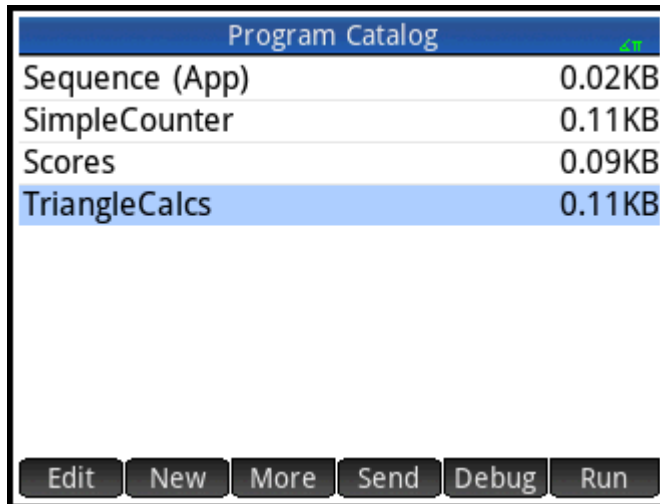 Program Catalog ∡π
Sequence (App) 0.02KB
SimpleCounter 0.11KB
Scores 0.09KB
TriangleCalcs 0.11KB
Edit New More Send Debug Run